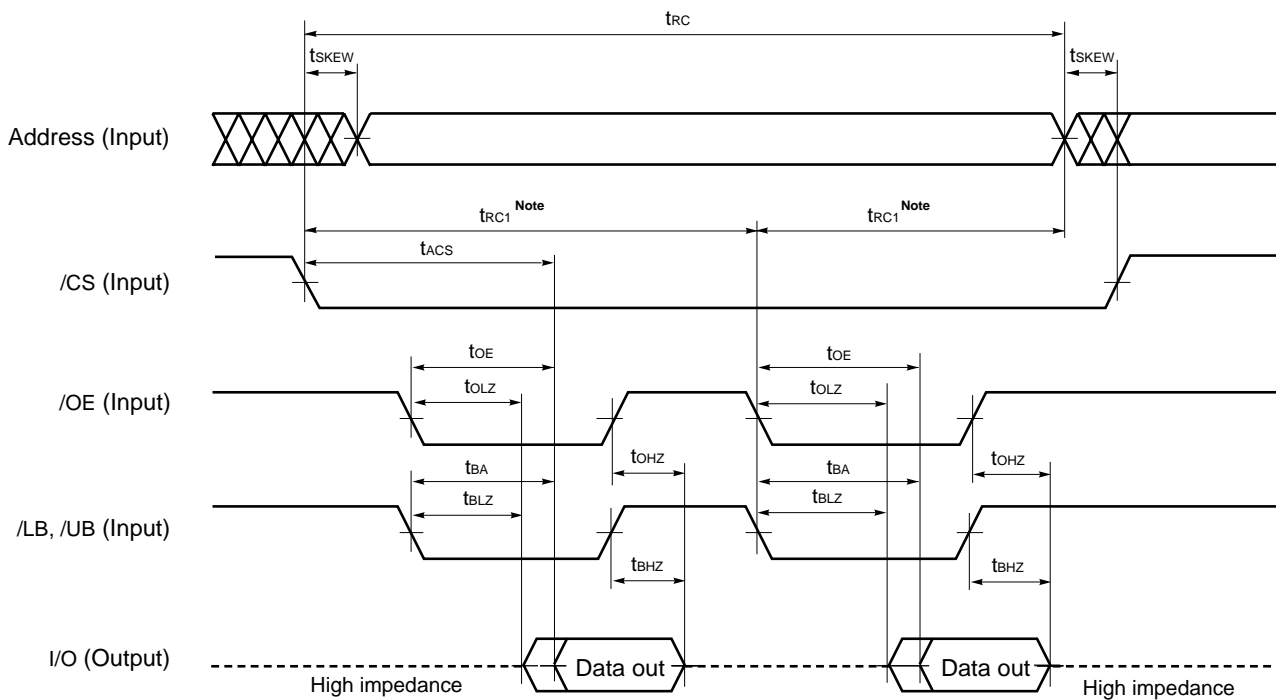 tRC
tSKEW tSKEW
Address (Input)
tRC1 Note tRC1 Note
tACS
/CS (Input)
tOE tOE
tOLZ tOLZ
/OE (Input)
tOHZ tOHZ
tBA tBA
tBLZ tBLZ
/LB, /UB (Input)
tBHZ tBHZ
I/O (Output)
Data out Data out
High impedance High impedance